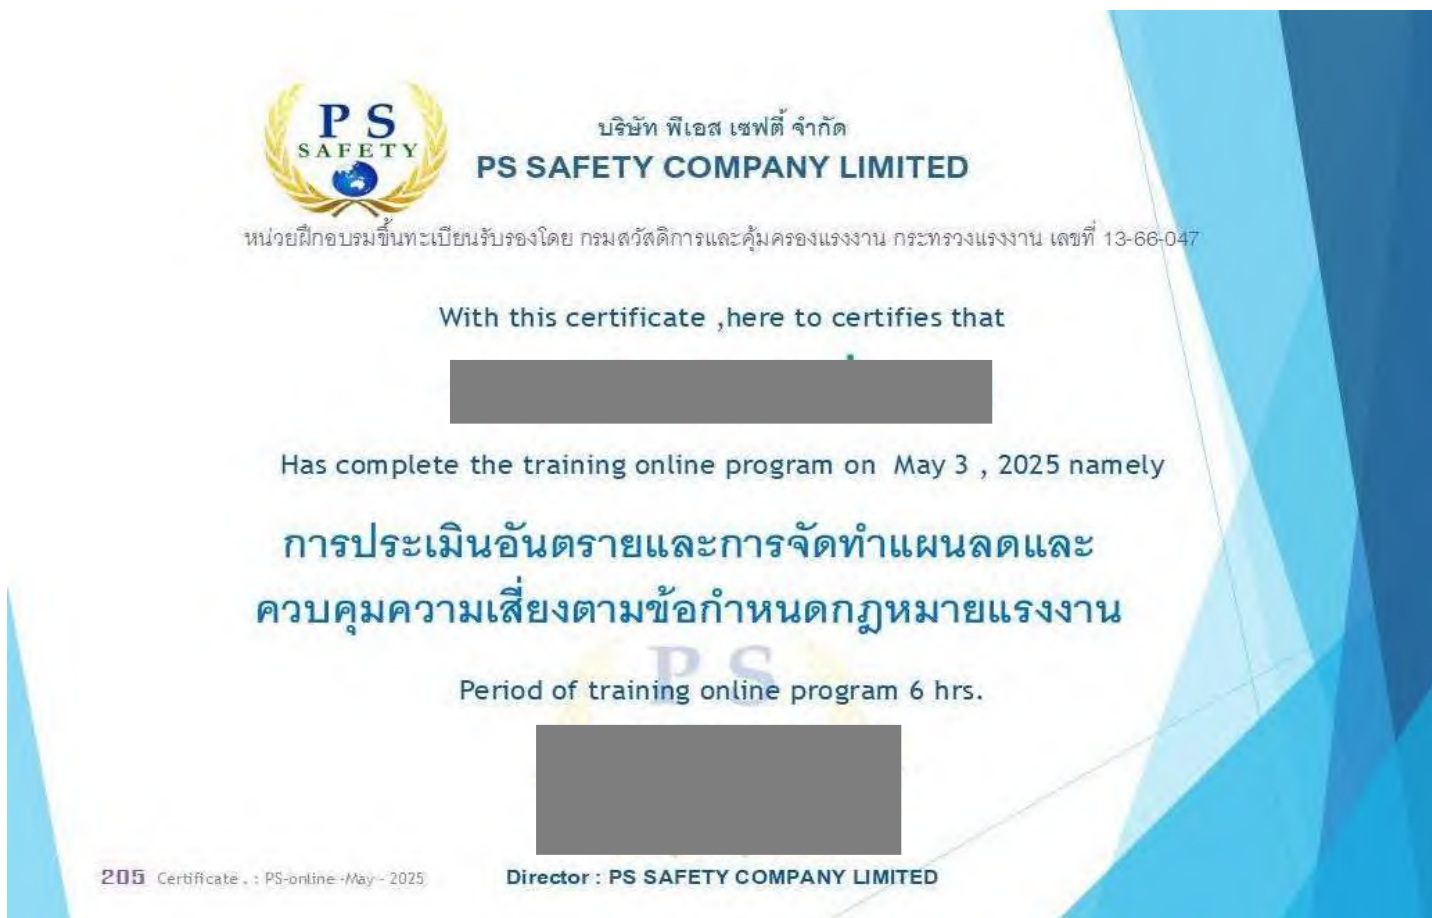 PS
SAFETY
บริษัท พีเอส เซฟตี้ จำกัด
PS SAFETY COMPANY LIMITED
หน่วยฝึกอบรมขึ้นทะเบียนรับรองโดย กรมสวัสดิการและคุ้มครองแรงงาน กระทรวงแรงงาน เลขที่ 13-66-047
With this certificate ,here to certifies that
Has complete the training online program on May 3 , 2025 namely
การประเมินอันตรายและการจัดทำแผนลดและ
ควบคุมความเสี่ยงตามข้อกำหนดกฎหมายแรงงาน
PS
Period of training online program 6 hrs.
205 Certificate . : PS-online -May - 2025
Director : PS SAFETY COMPANY LIMITED